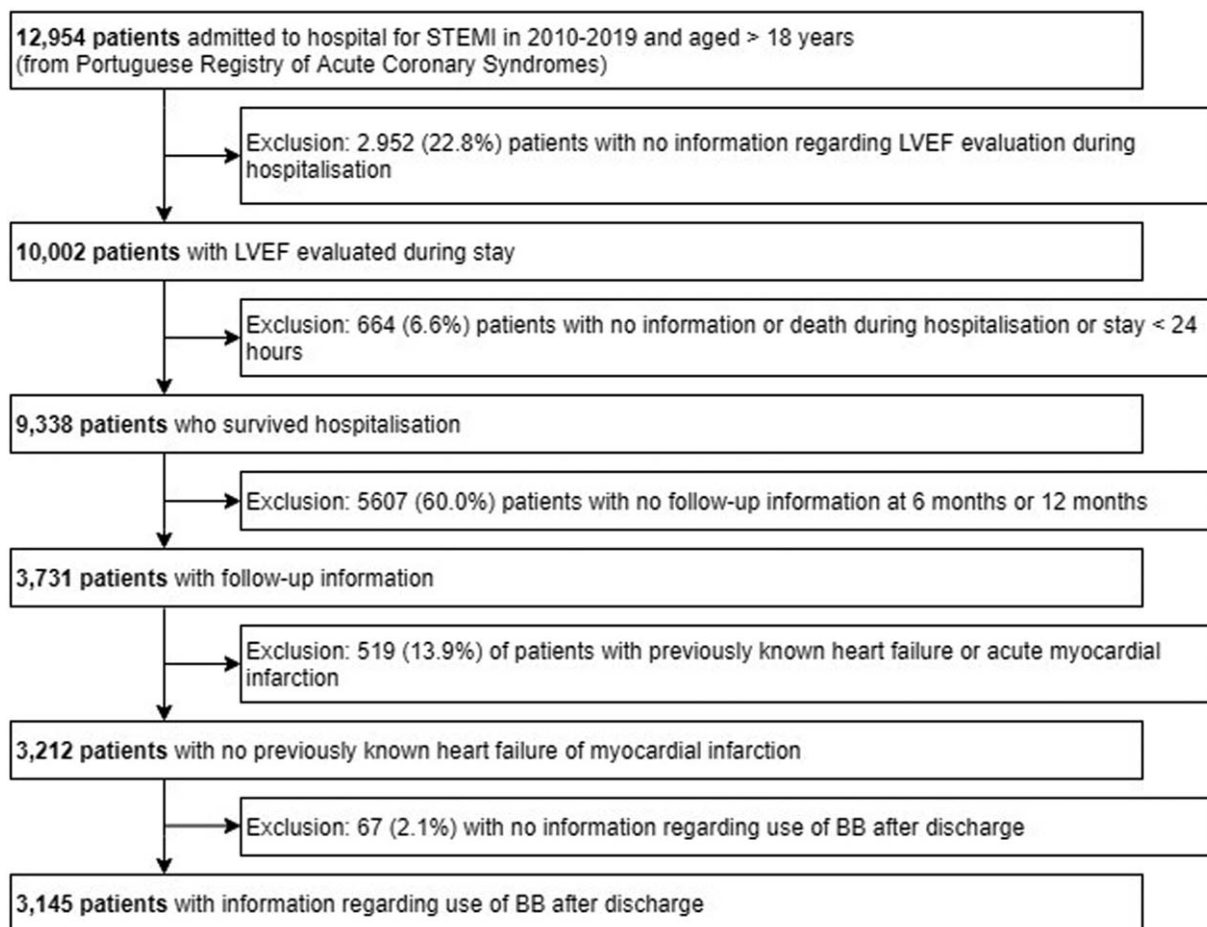 12,954 patients admitted to hospital for STEMI in 2010-2019 and aged > 18 years
(from Portuguese Registry of Acute Coronary Syndromes)
Exclusion: 2.952 (22.8%) patients with no information regarding LVEF evaluation during
hospitalisation
10,002 patients with LVEF evaluated during stay
Exclusion: 664 (6.6%) patients with no information or death during hospitalisation or stay < 24
hours
9,338 patients who survived hospitalisation
Exclusion: 5607 (60.0%) patients with no follow-up information at 6 months or 12 months
3,731 patients with follow-up information
Exclusion: 519 (13.9%) of patients with previously known heart failure or acute myocardial
infarction
3,212 patients with no previously known heart failure of myocardial infarction
Exclusion: 67 (2.1%) with no information regarding use of BB after discharge
3,145 patients with information regarding use of BB after discharge